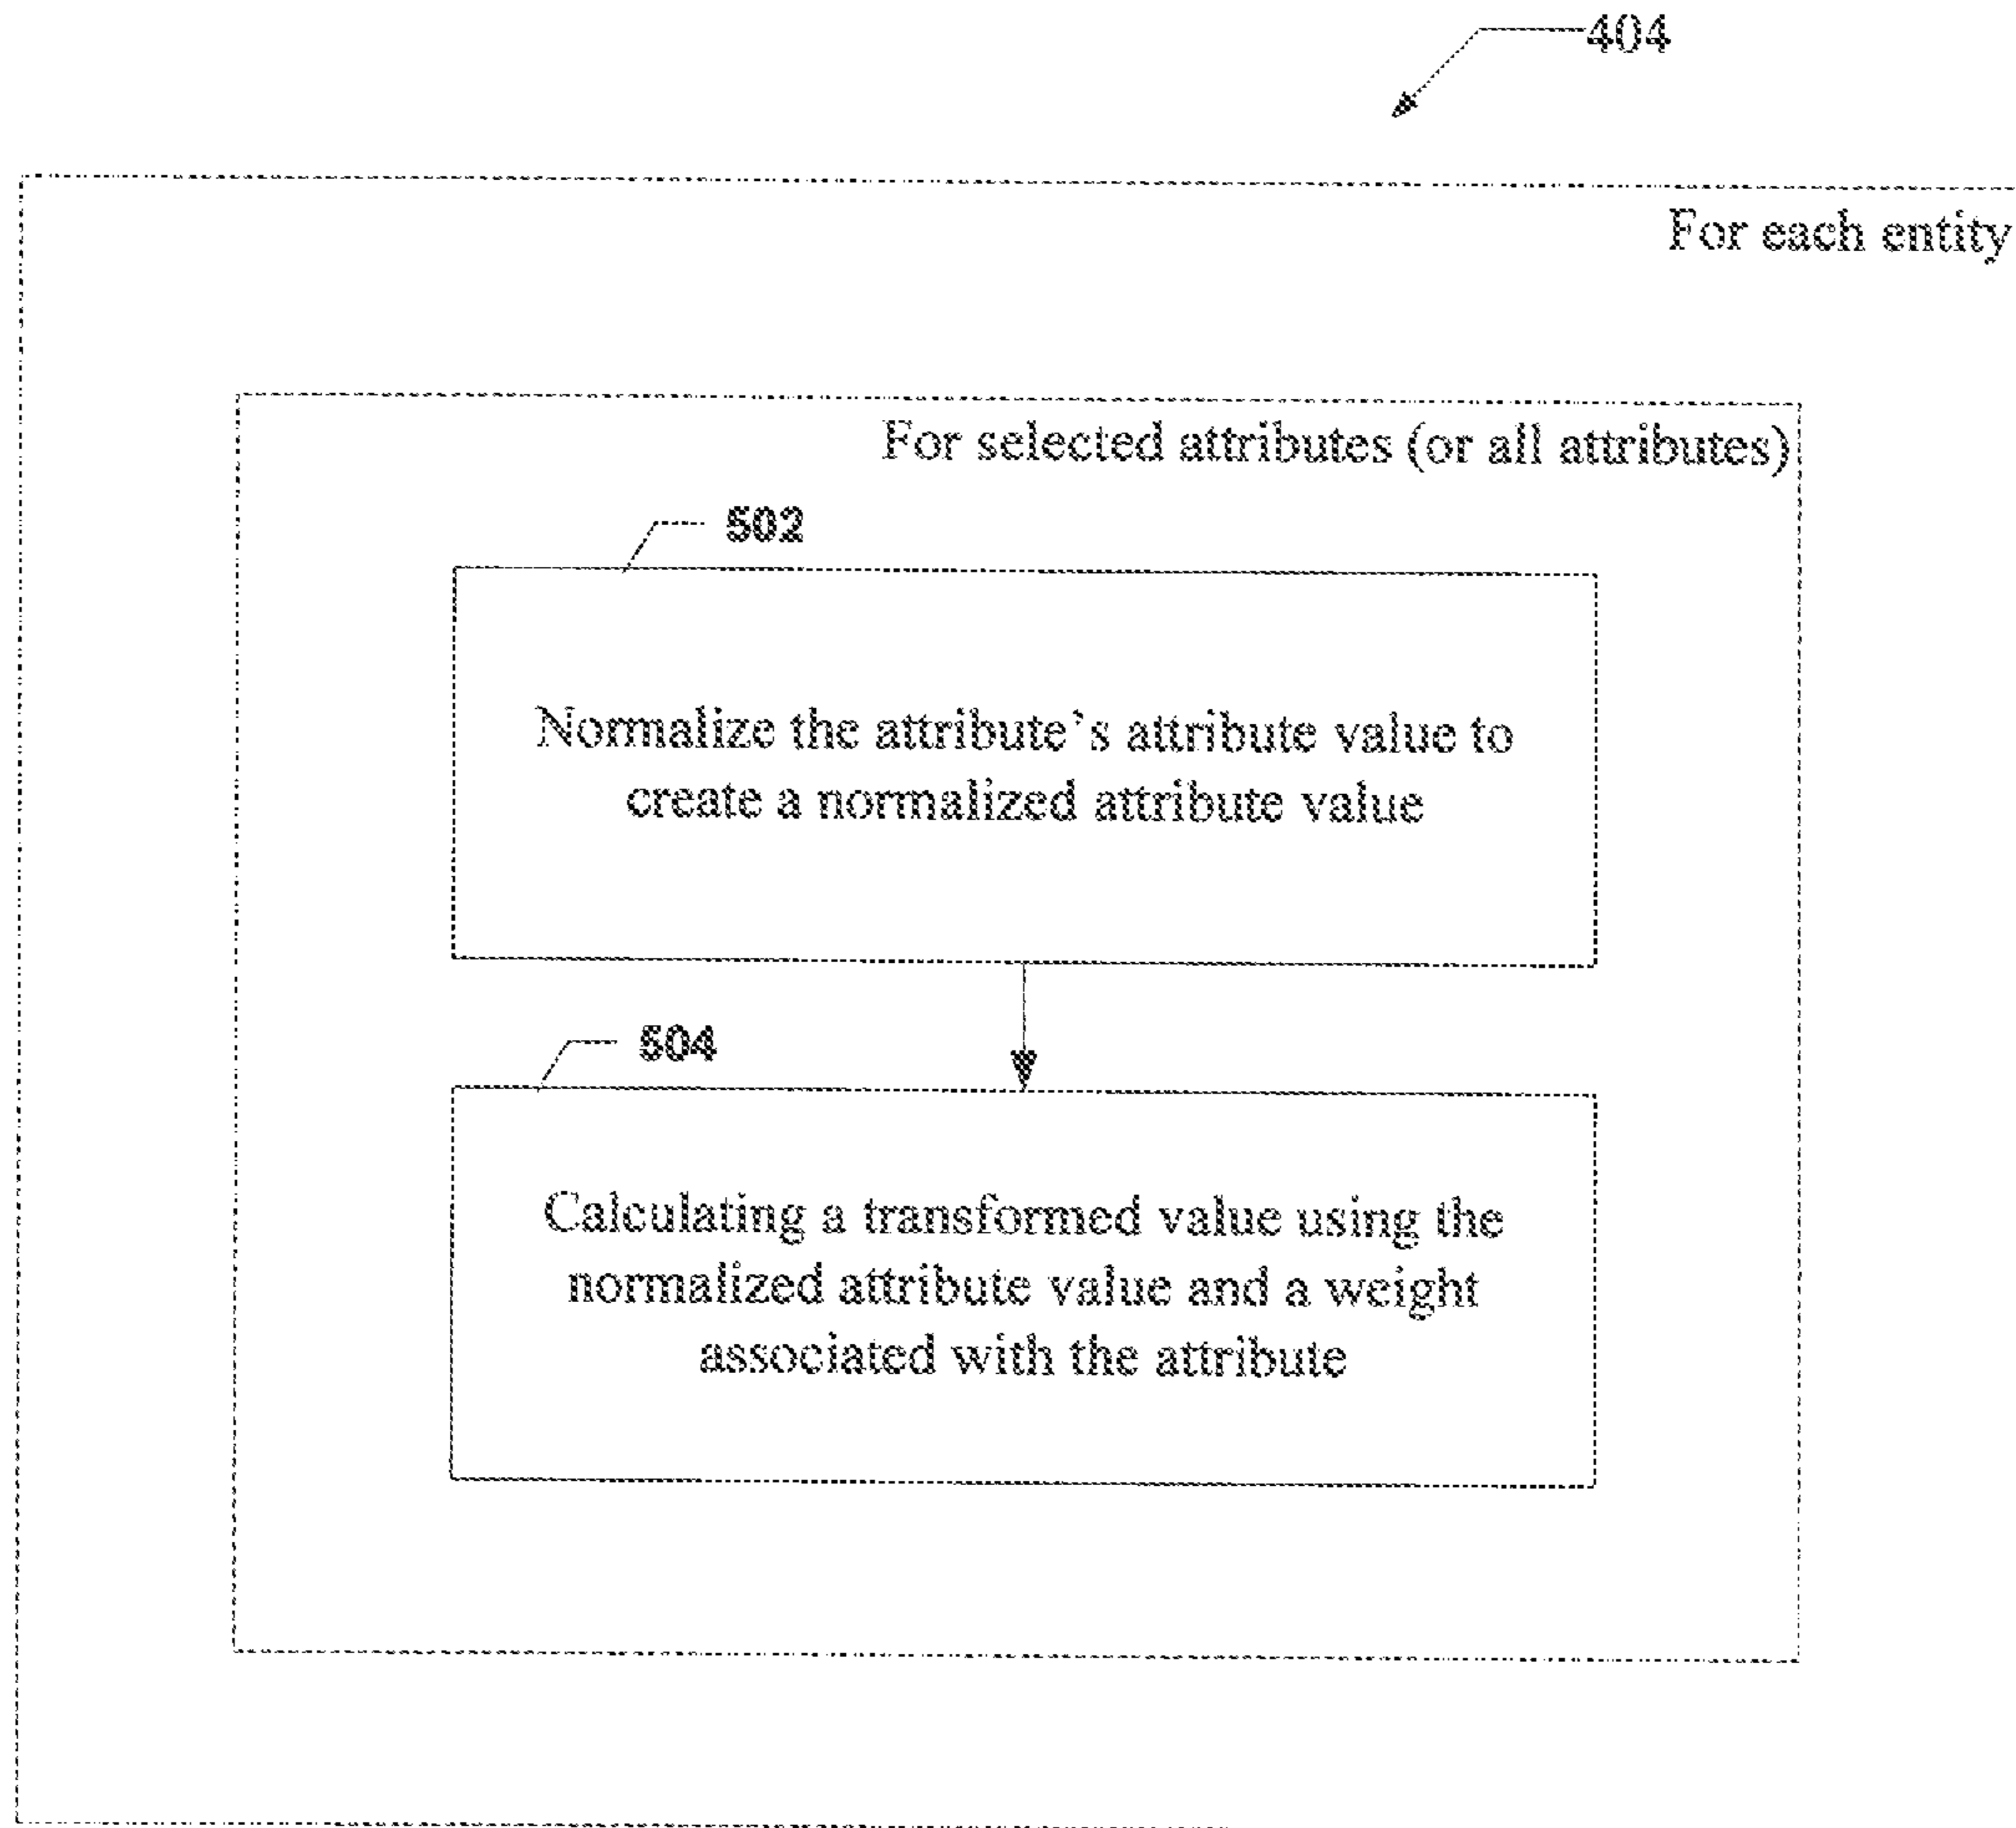 404
For each entity
For selected attributes (or all attributes)
502
Normalize the attribute's attribute value to
create a normalized attribute value
504
Calculating a transformed value using the
normalized attribute value and a weight
associated with the attribute